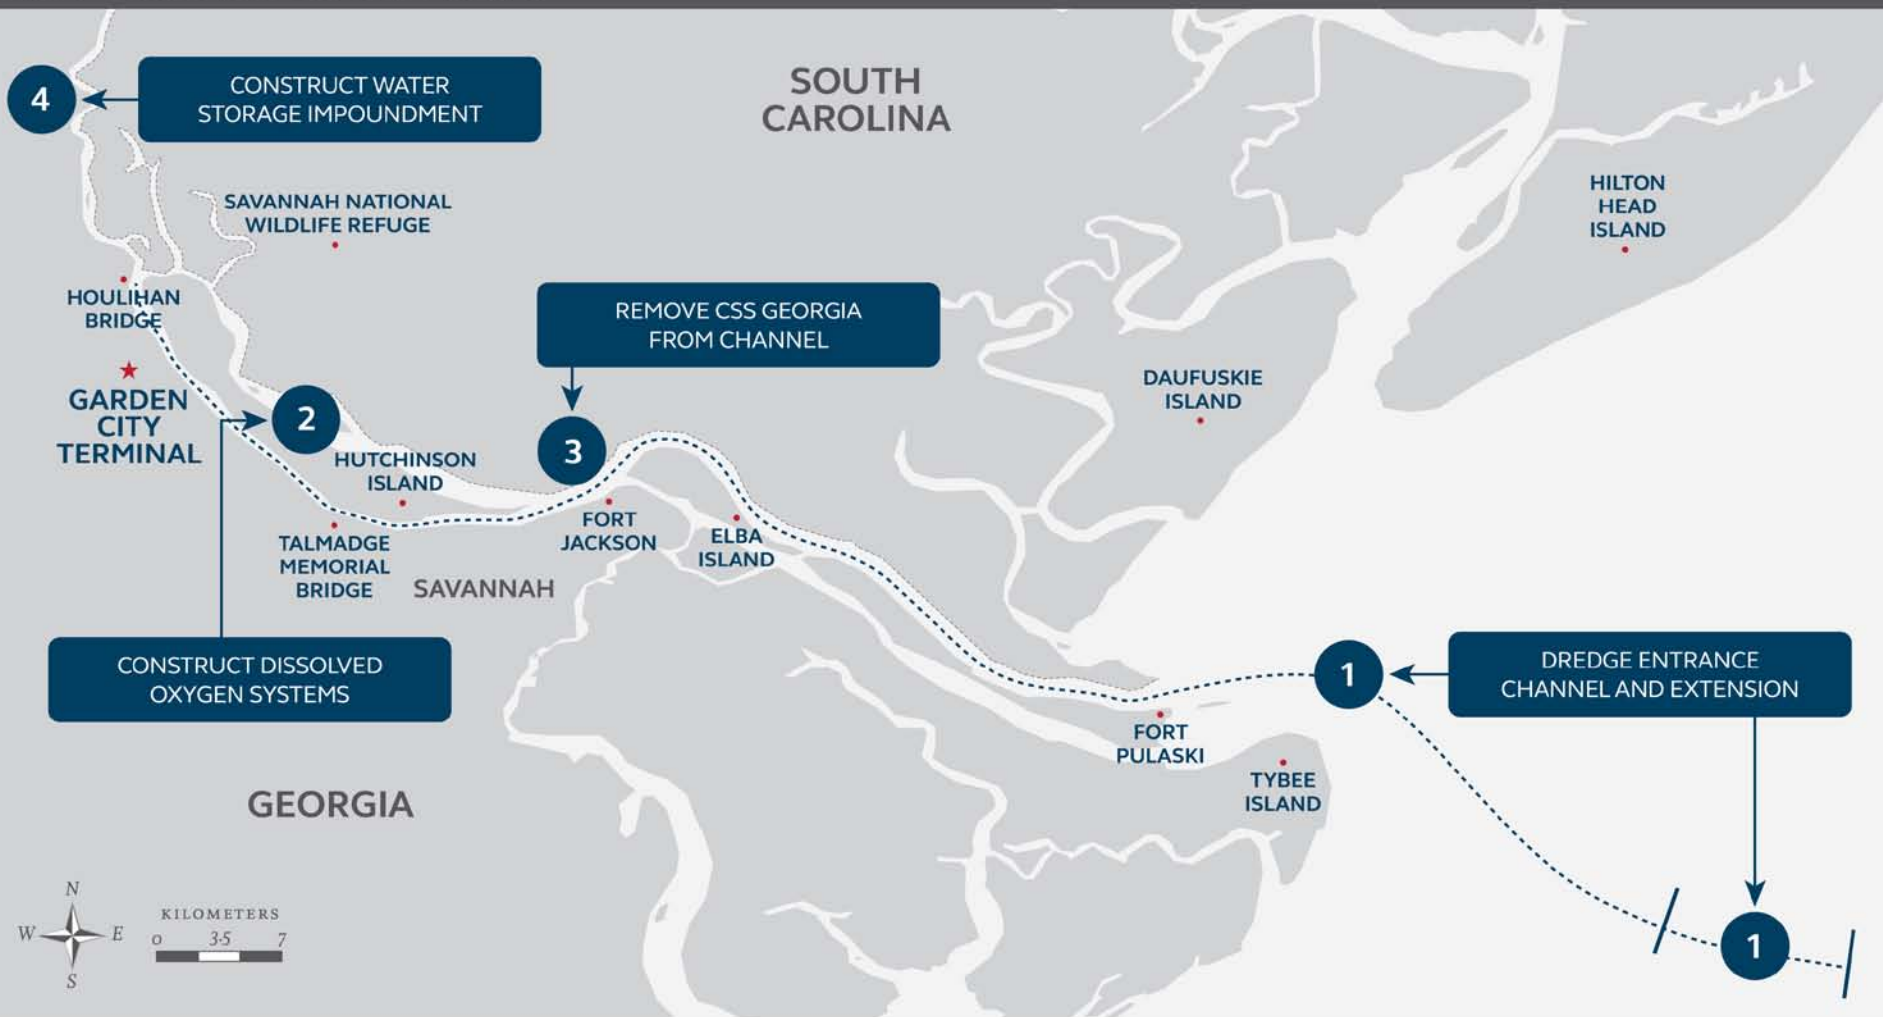 4
CONSTRUCT WATER
STORAGE IMPOUNDMENT
SOUTH
CAROLINA
SAVANNAH NATIONAL
WILDLIFE REFUGE
HILTON
HEAD
ISLAND
HOULIHAN
BRIDGE
REMOVE CSS GEORGIA
FROM CHANNEL
GARDEN
CITY
TERMINAL
2
3
DAUFUSKIE
ISLAND
HUTCHINSON
ISLAND
TALMADGE
MEMORIAL
BRIDGE
FORT
JACKSON
ELBA
ISLAND
SAVANNAH
CONSTRUCT DISSOLVED
OXYGEN SYSTEMS
1
DREDGE ENTRANCE
CHANNEL AND EXTENSION
FORT
PULASKI
TYBEE
ISLAND
GEORGIA
N
W E
S
KILOMETERS
0 3.5 7
1